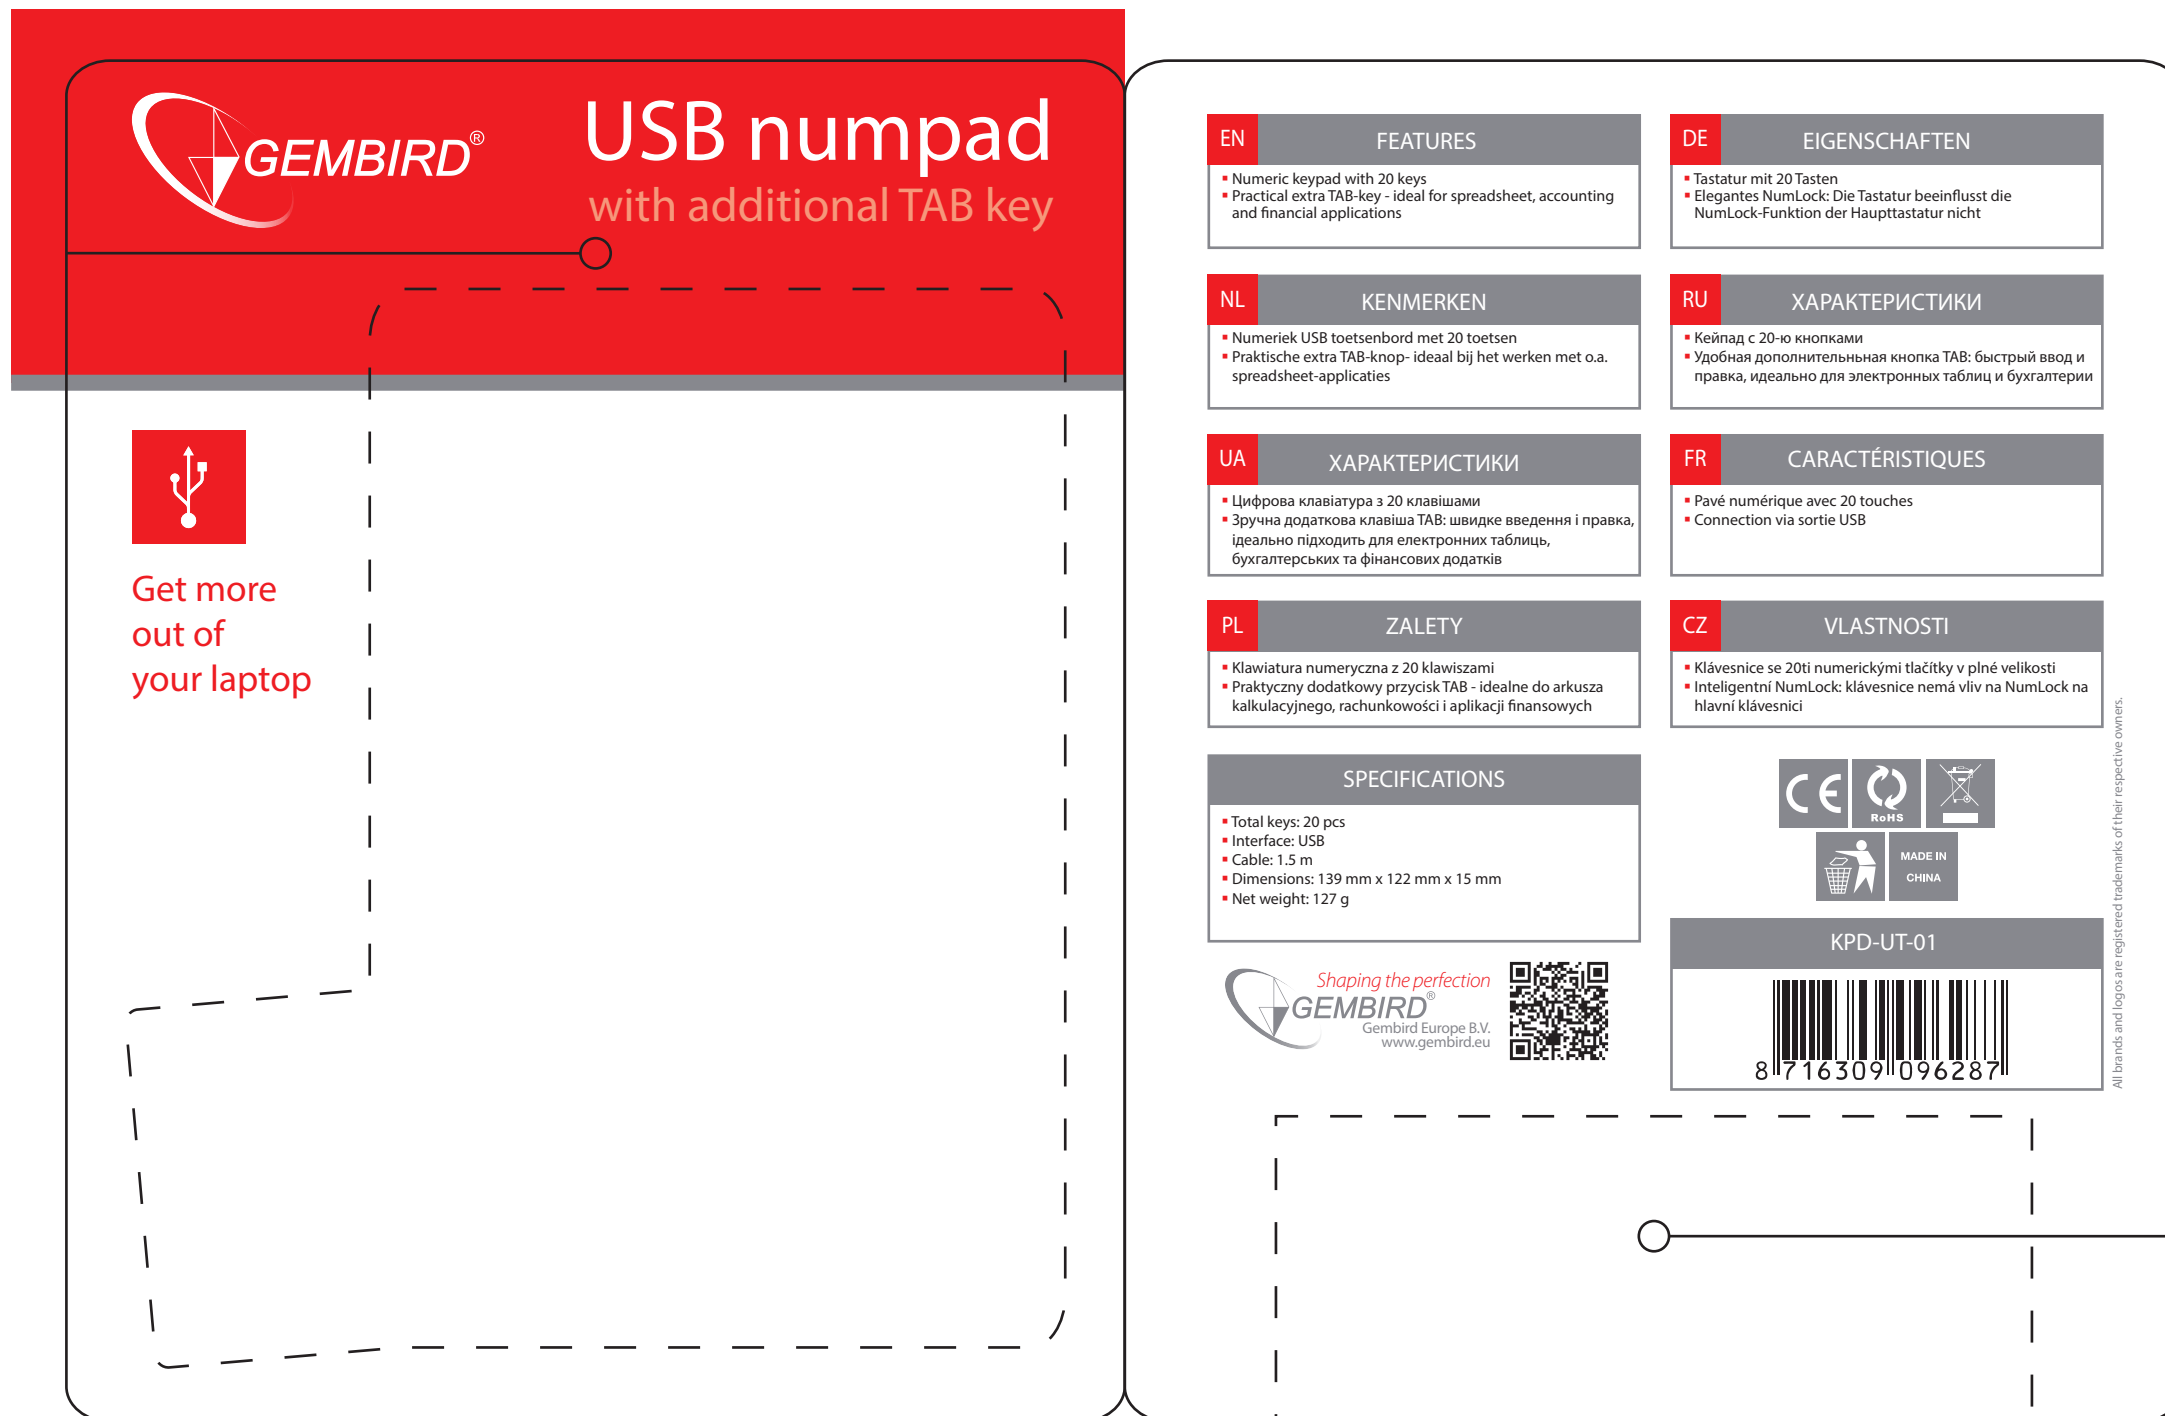 GEMBIRD®
USB numpad
with additional TAB key
Get more
out of
your laptop
EN
FEATURES
Numeric keypad with 20 keys
Practical extra TAB-key - ideal for spreadsheet, accounting
and financial applications
DE
EIGENSCHAFTEN
Tastatur mit 20 Tasten
Elegantes NumLock: Die Tastatur beeinflusst die
NumLock-Funktion der Haupttastatur nicht
NL
KENMERKEN
Numeriek USB toetsenbord met 20 toetsen
Praktische extra TAB-knop- ideaal bij het werken met o.a.
spreadsheet-applicaties
RU
ХАРАКТЕРИСТИКИ
Кейпад с 20-ю кнопками
Удобная дополнительньная кнопка TAB: быстрый ввод и
правка, идеально для электронных таблиц и бухгалтерии
UA
ХАРАКТЕРИСТИКИ
Цифрова клавіатура з 20 клавішами
Зручна додаткова клавіша TAB: швидке введення і правка,
ідеально підходить для електронних таблиць,
бухгалтерських та фінансових додатків
FR
CARACTÉRISTIQUES
Pavé numérique avec 20 touches
Connection via sortie USB
PL
ZALETY
Klawiatura numeryczna z 20 klawiszami
Praktyczny dodatkowy przycisk TAB - idealne do arkusza
kalkulacyjnego, rachunkowości i aplikacji finansowych
CZ
VLASTNOSTI
Klávesnice se 20ti numerickými tlačítky v plné velikosti
Inteligentní NumLock: klávesnice nemá vliv na NumLock na
hlavní klávesnici
SPECIFICATIONS
Total keys: 20 pcs
Interface: USB
Cable: 1.5 m
Dimensions: 139 mm x 122 mm x 15 mm
Net weight: 127 g
CE
RoHS
MADE IN
CHINA
Shaping the perfection
GEMBIRD®
Gembird Europe B.V.
www.gembird.eu
KPD-UT-01
8 716309 096287
All brands and logos are registered trademarks of their respective owners.